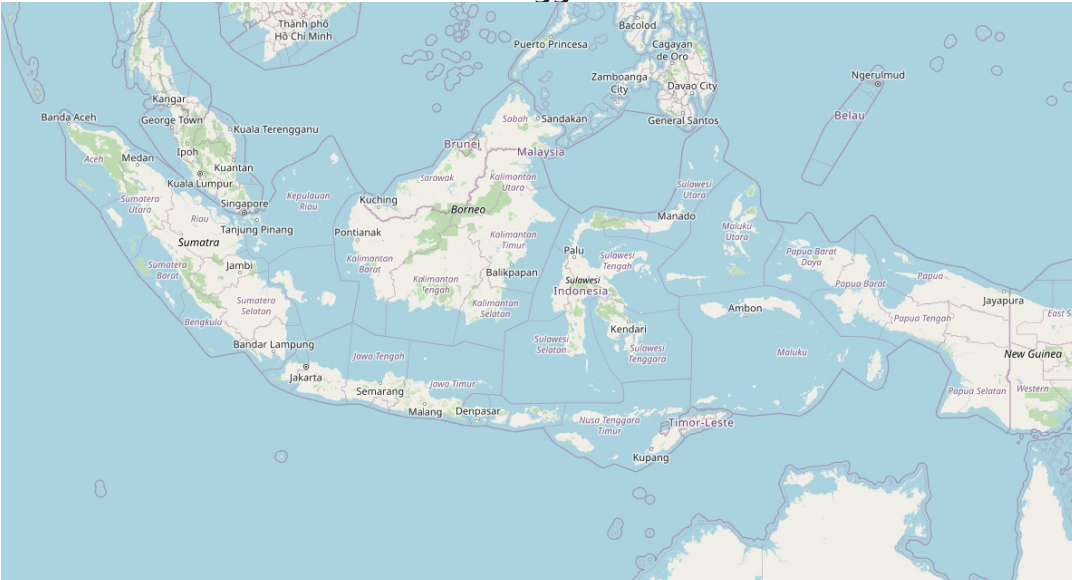 Thành phố
Hồ Chí Minh
Bacolod
Puerto Princesa
Cagayan
de Oro
Zamboanga
City
Davao City
Ngerulmud
Kangar
Banda Aceh
George Town
Kuala Terengganu
Sabah
Sandakan
General Santos
Belau
Brunei
Malaysia
Ipoh
Aceh
Medan
Kuantan
Kuala Lumpur
Sarawak
Kalimantan
Utara
Sulawesi
Utara
Sumatera
Utara
Singapore
Kepulauan
Riau
Kuching
Borneo
Riau
Tanjung Pinang
Pontianak
Manado
Maluku
Utara
Sumatra
Kalimantan
Timur
Palu
Sulawesi
Tengah
Papua Barat
Daya
Sumatera
Barat
Jambi
Kalimantan
Barat
Balikpapan
Kalimantan
Tengah
Sulawesi
Indonesia
Papua Barat
Papua
Sumatera
Selatan
Kalimantan
Selatan
Ambon
Jayapura
Bengkulu
Kendari
Papua Tengah
East S
Bandar Lampung
Jawa Tengah
Sulawesi
Selatan
Sulawesi
Tenggara
Maluku
New Guinea
Jakarta
Semarang
Jawa Timur
Papua Selatan
Western
Malang
Denpasar
Nusa Tenggara
Timur
Timor-Leste
Kupang